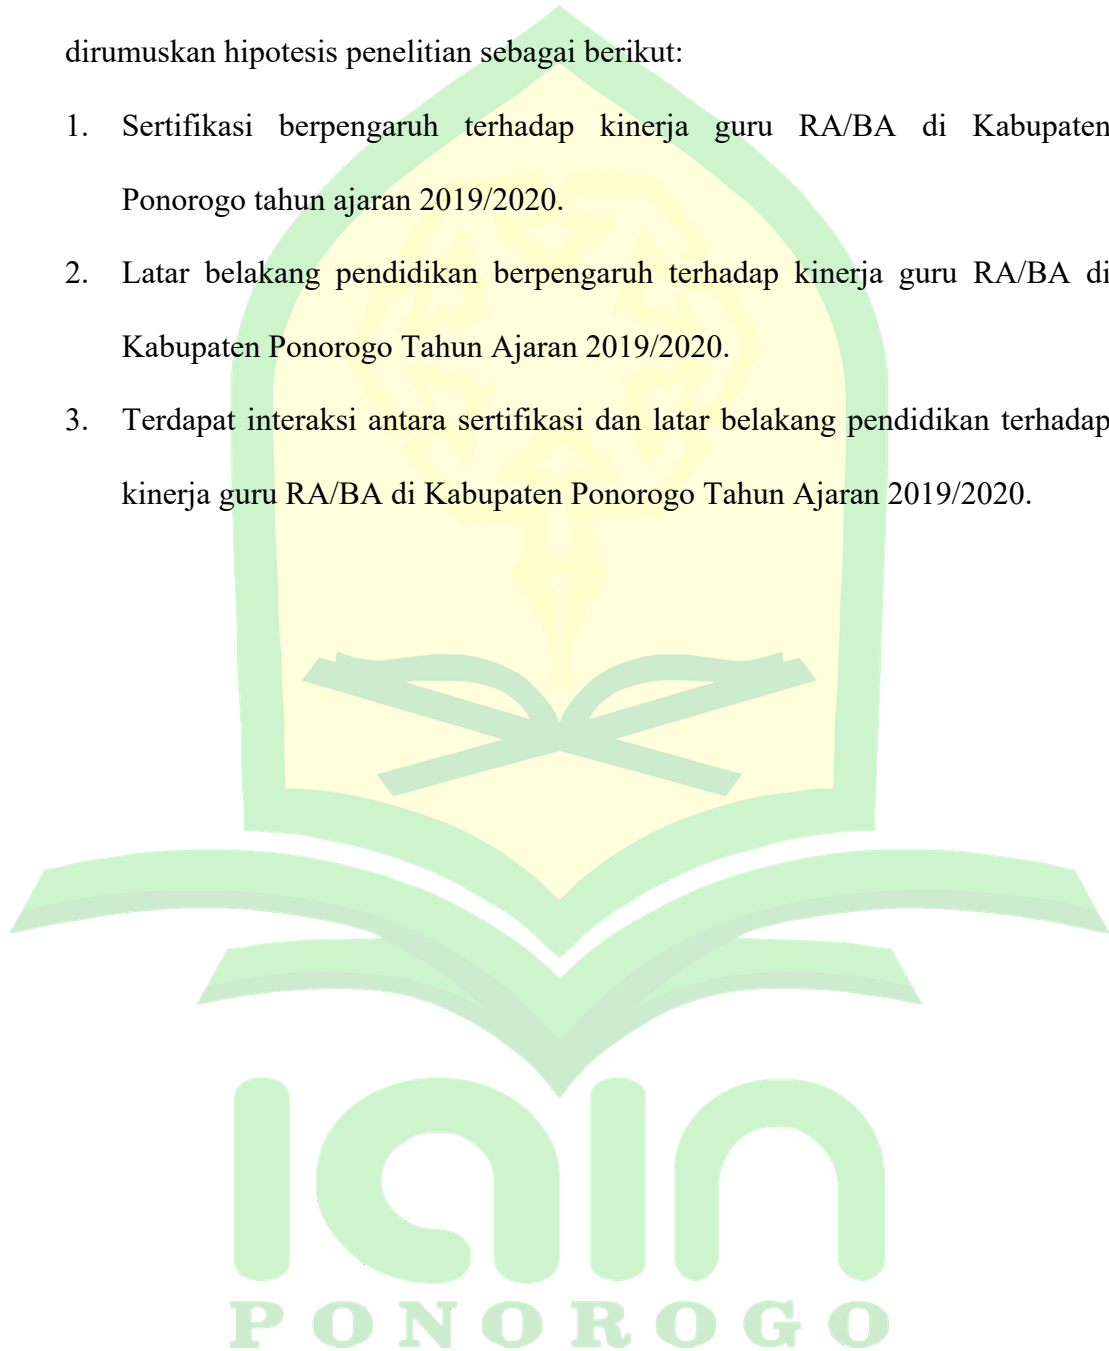 dirumuskan hipotesis penelitian sebagai berikut:
1. Sertifikasi berpengaruh terhadap kinerja guru RA/BA di Kabupaten
Ponorogo tahun ajaran 2019/2020.
2. Latar belakang pendidikan berpengaruh terhadap kinerja guru RA/BA di
Kabupaten Ponorogo Tahun Ajaran 2019/2020.
3. Terdapat interaksi antara sertifikasi dan latar belakang pendidikan terhadap
kinerja guru RA/BA di Kabupaten Ponorogo Tahun Ajaran 2019/2020.
iain
PONOROGO